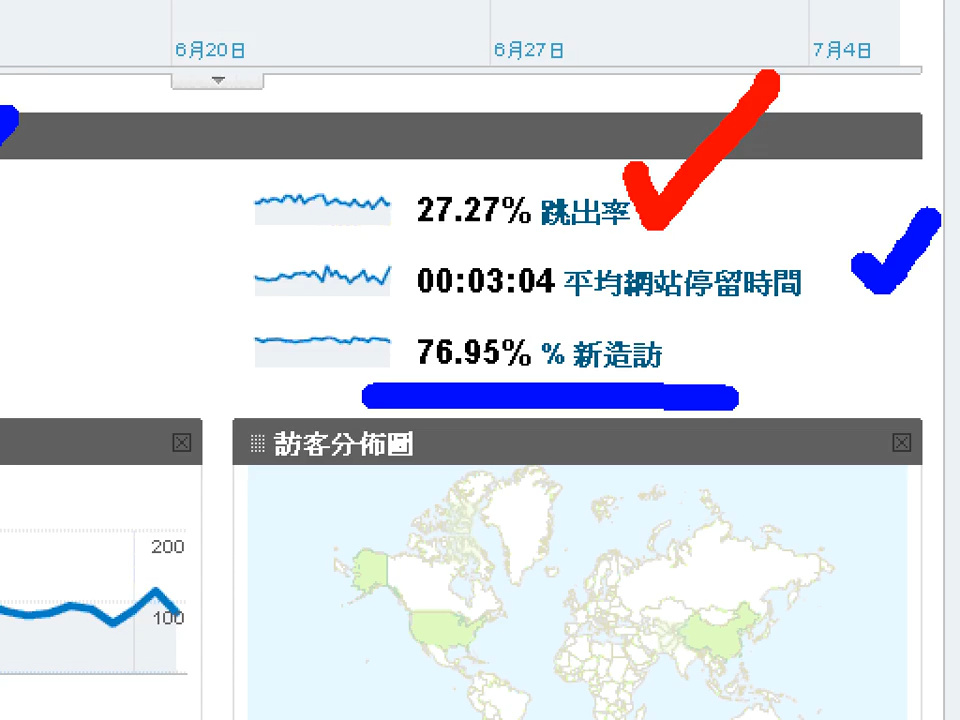 6月20日 6月27日 7月4日
27.27% 跳出率
00:03:04 平均網站停留時間
76.95% % 新造訪
訪客分佈圖
200
100